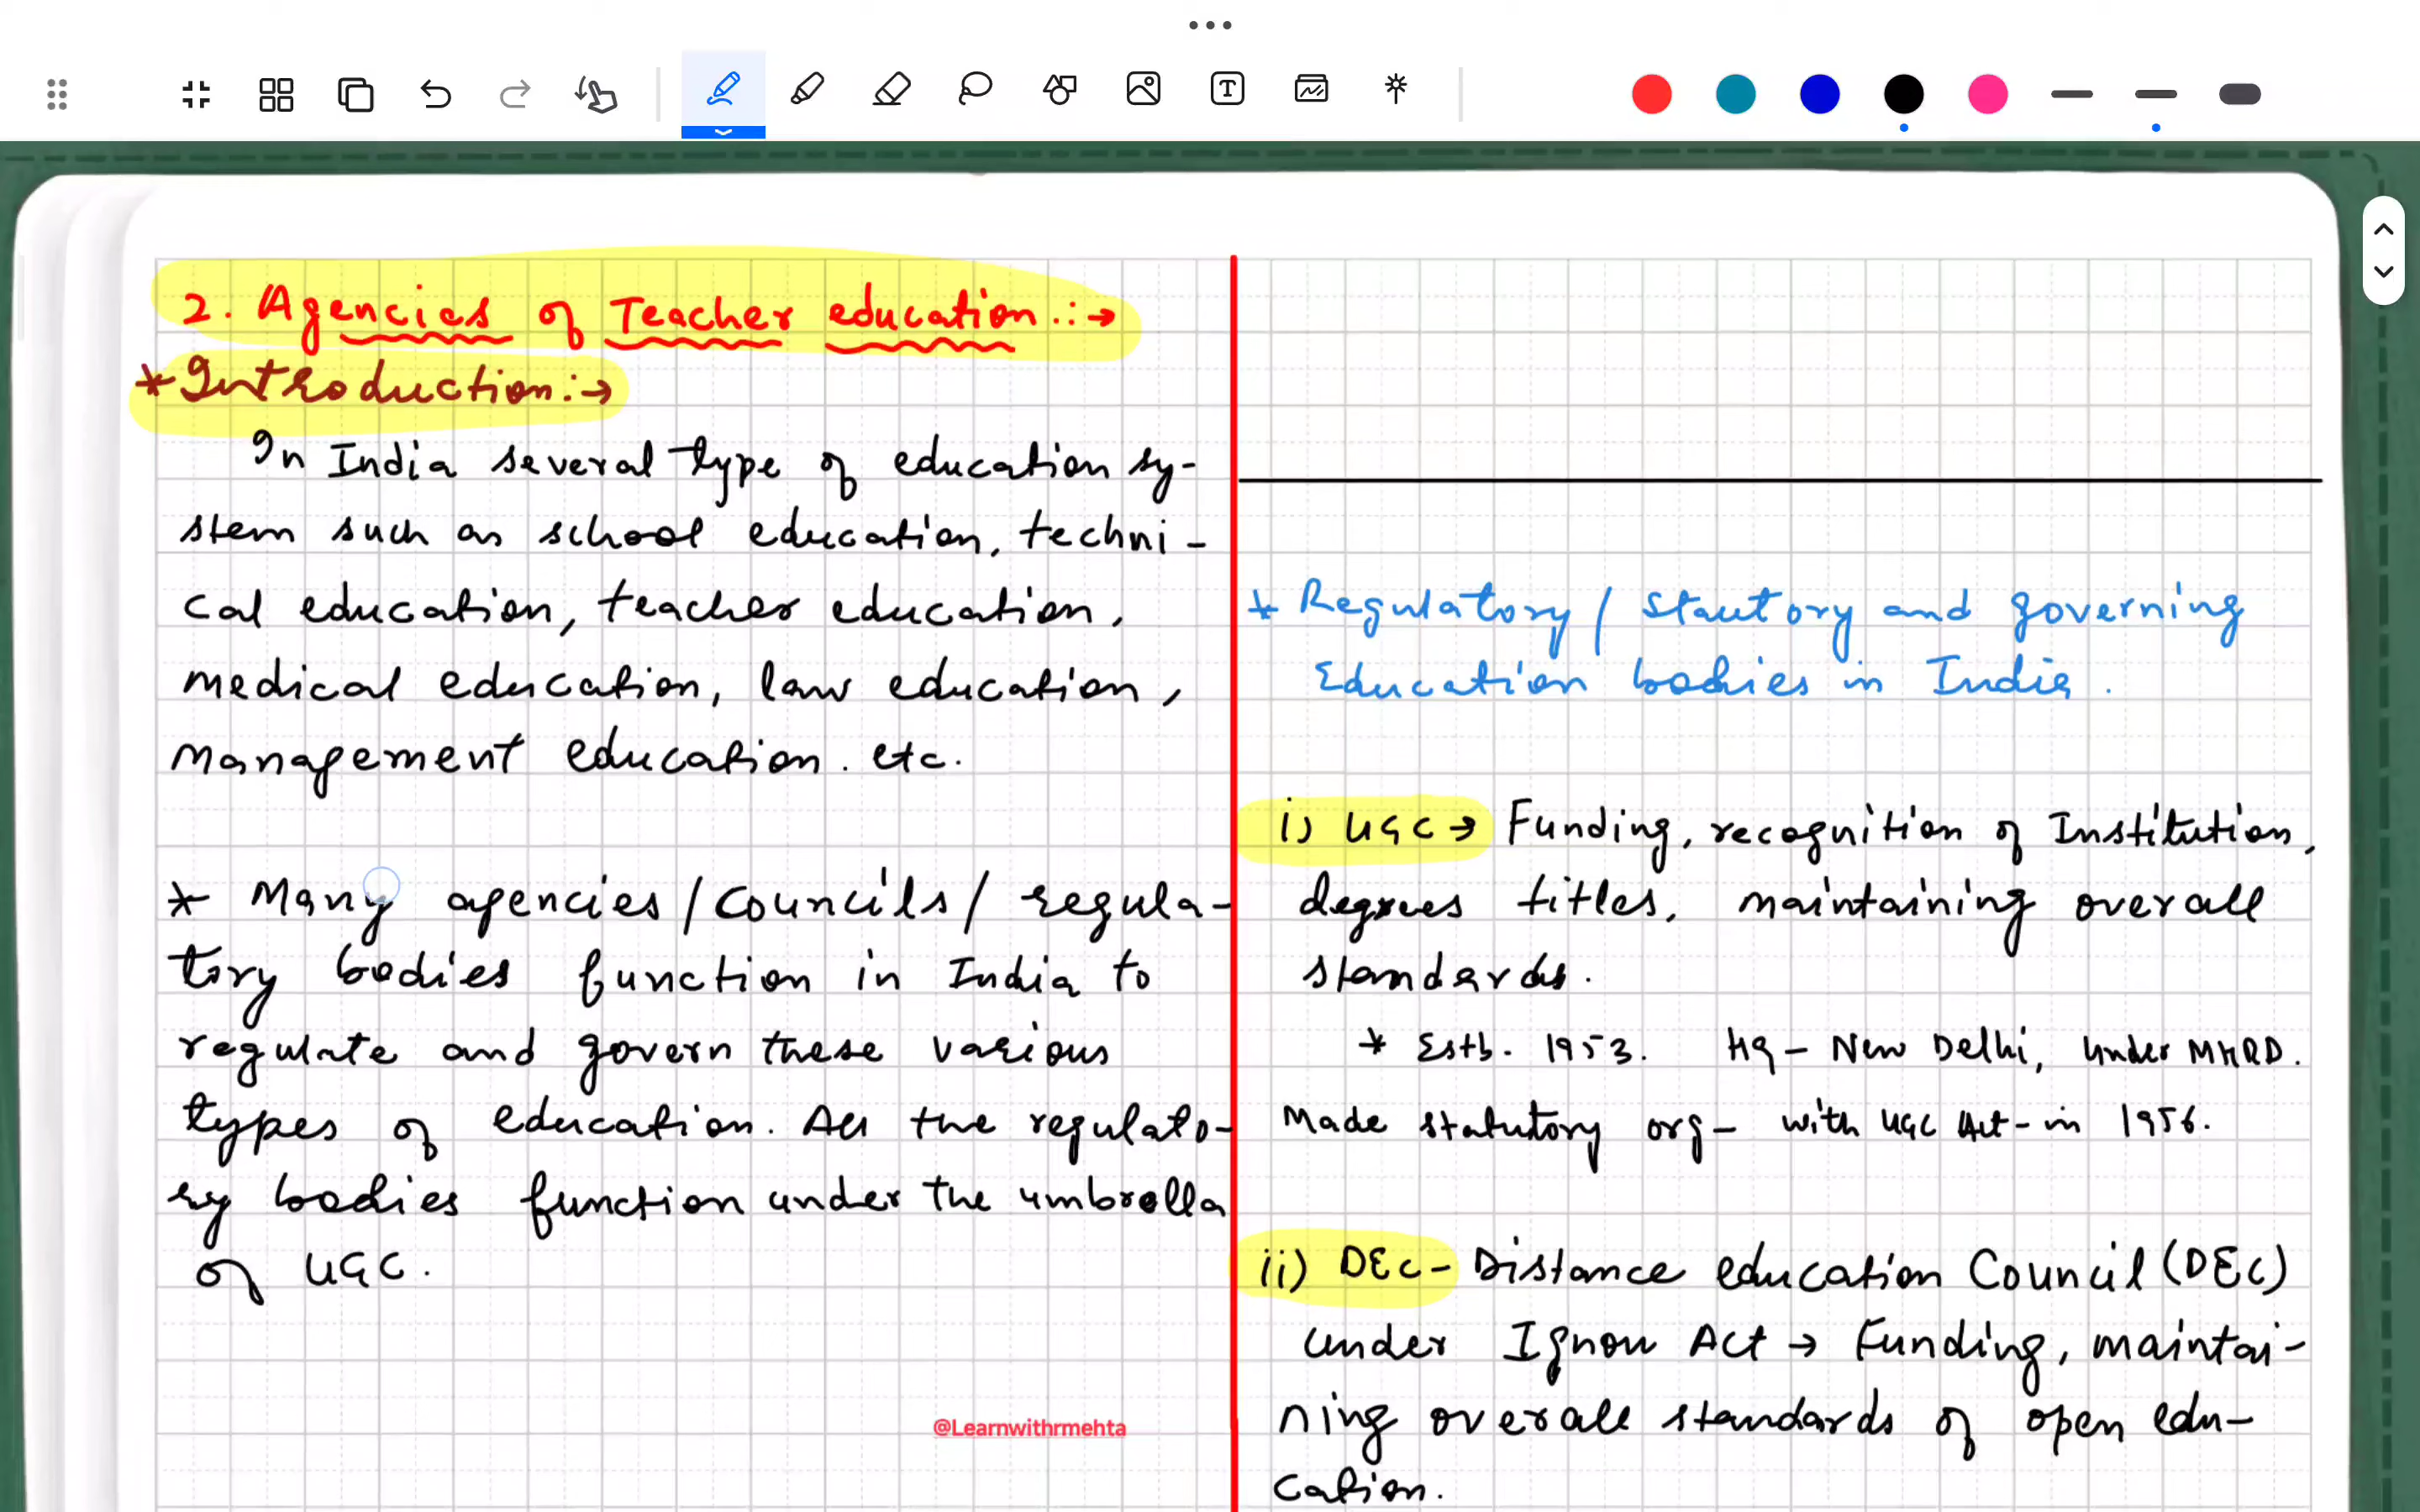 2. Agencies of Teacher education.:→
* Introduction:→
In India several type of education sy-
stem such as school education, techni-
cal education, teacher education,
medical education, law education,
management education. etc.
* Many agencies/councils/ regula-
tory bodies function in India to
regulate and govern these various
types of education. All the regulato-
ry bodies function under the umbrella
of UGC.
@Learnwithrmehta
* Regulatory/ stautory and governing
Education bodies in India.
i) UGC→ Funding, recognition of Institution,
degrees titles, maintaining overall
standards.
* Estb. 1953. HQ - New Delhi, Under MHRD.
Made statutory org- with UGC Act- in 1956.
ii) DEC- Distance education Council (DEC)
under Ignou Act → Funding, maintai-
ning overall standards of open edu-
cation.